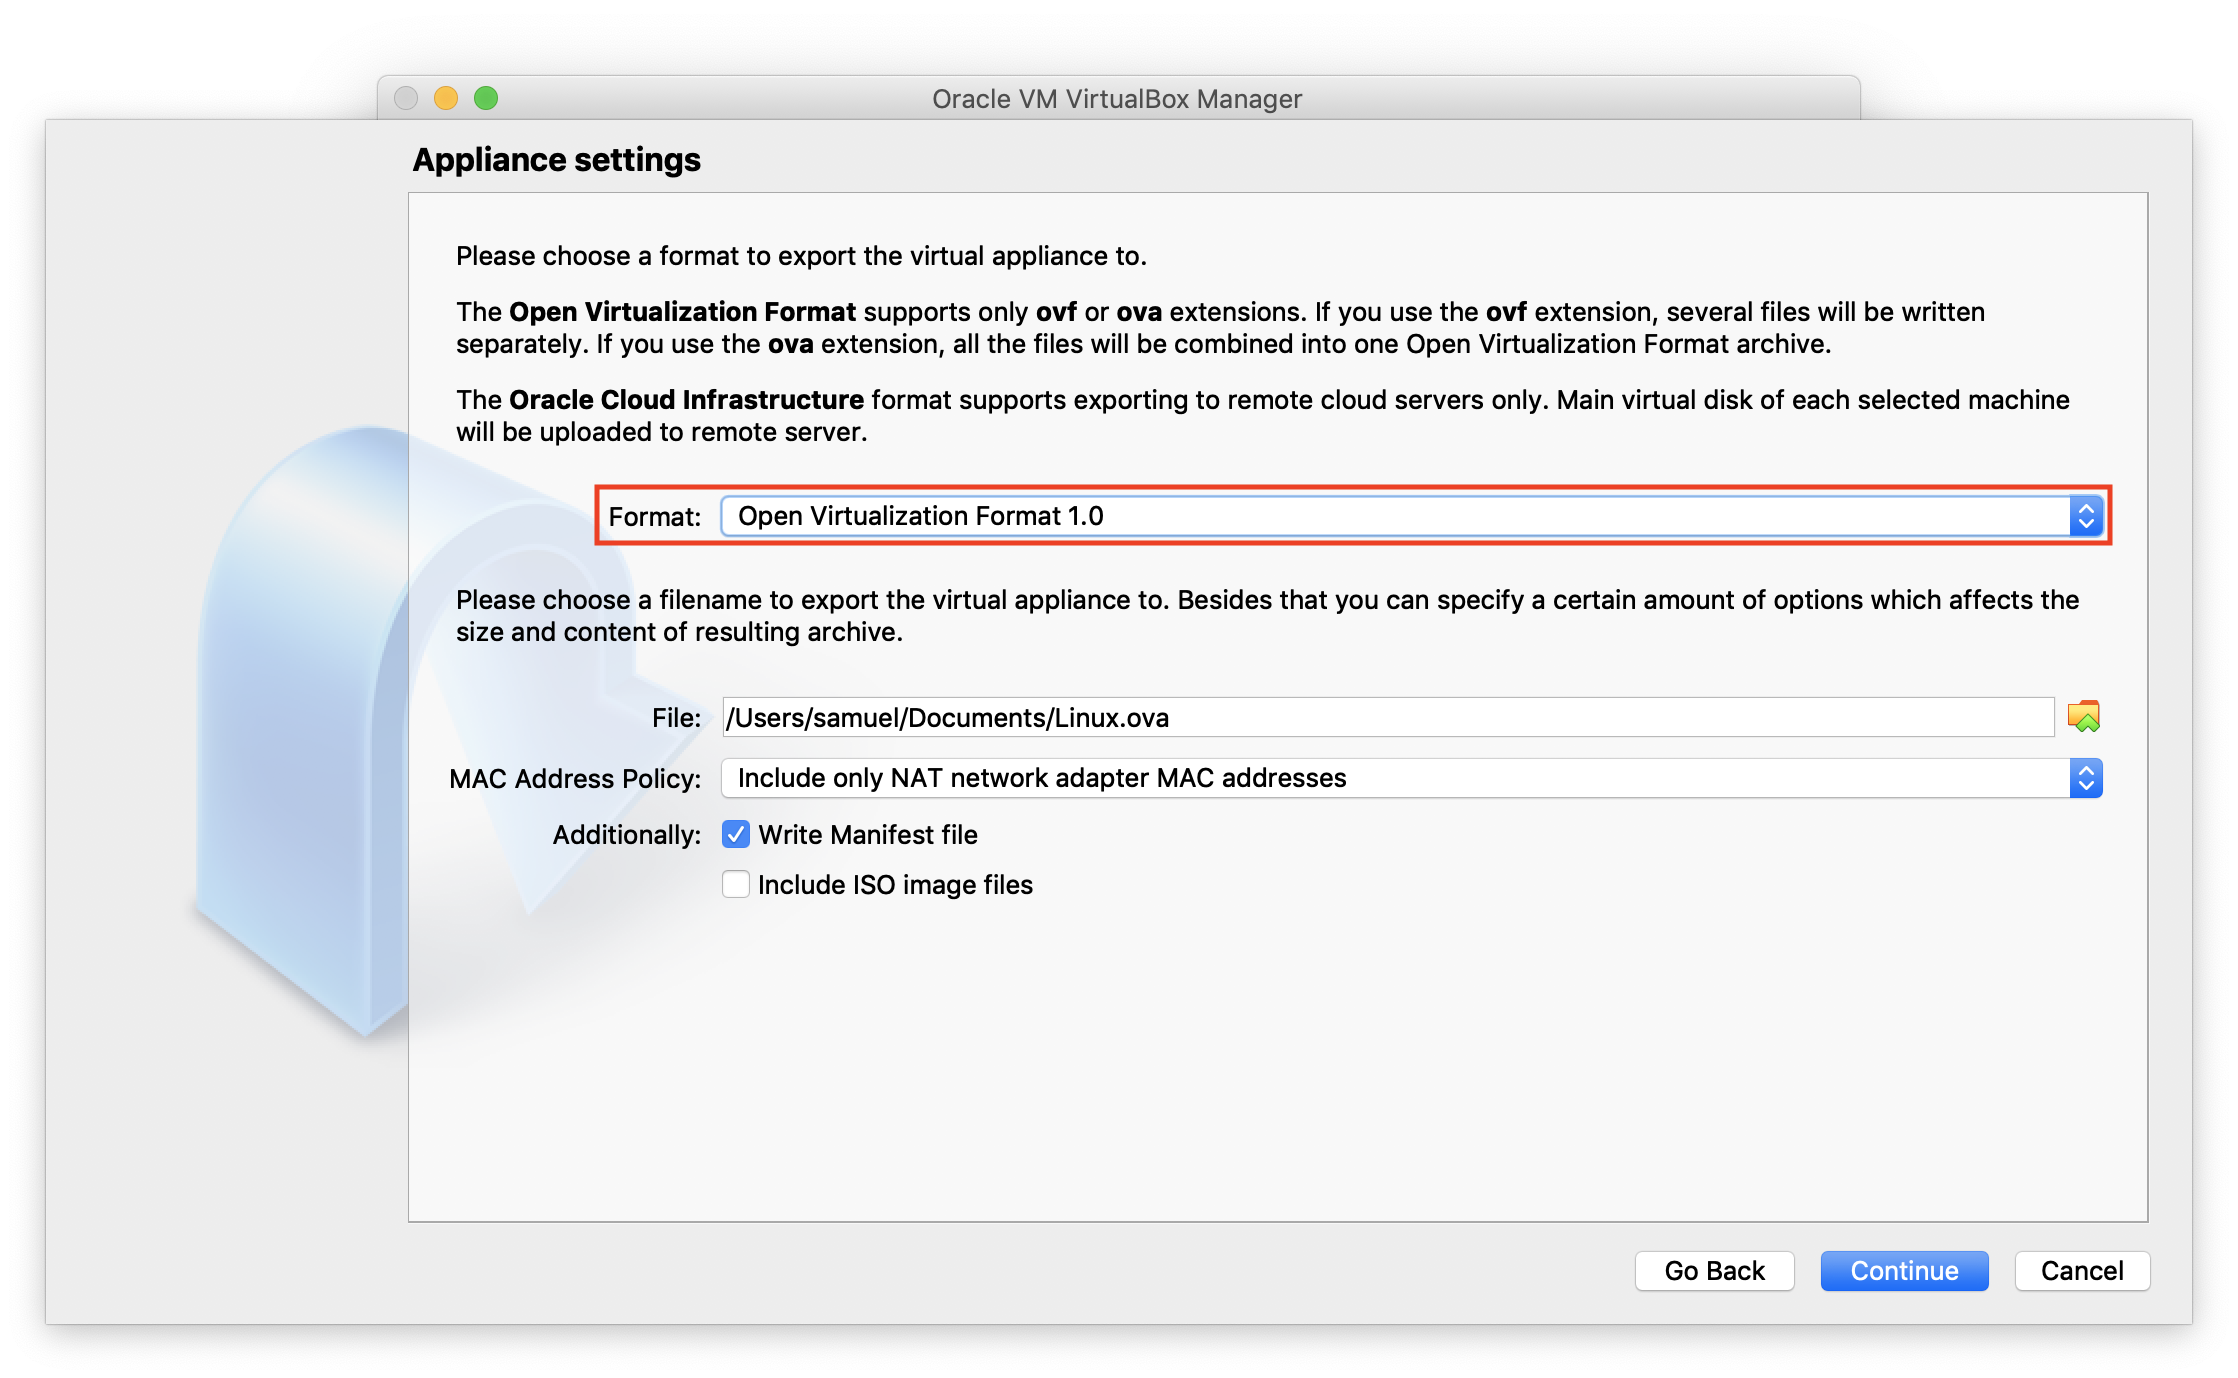 Oracle VM VirtualBox Manager
Appliance settings
Please choose a format to export the virtual appliance to.
The Open Virtualization Format supports only ovf or ova extensions. If you use the ovf extension, several files will be written
separately. If you use the ova extension, all the files will be combined into one Open Virtualization Format archive.
The Oracle Cloud Infrastructure format supports exporting to remote cloud servers only. Main virtual disk of each selected machine
will be uploaded to remote server.
Format: Open Virtualization Format 1.0
Please choose a filename to export the virtual appliance to. Besides that you can specify a certain amount of options which affects the
size and content of resulting archive.
File: /Users/samuel/Documents/Linux.ova
MAC Address Policy: Include only NAT network adapter MAC addresses
Additionally: Write Manifest file
Include ISO image files
Go Back Continue Cancel